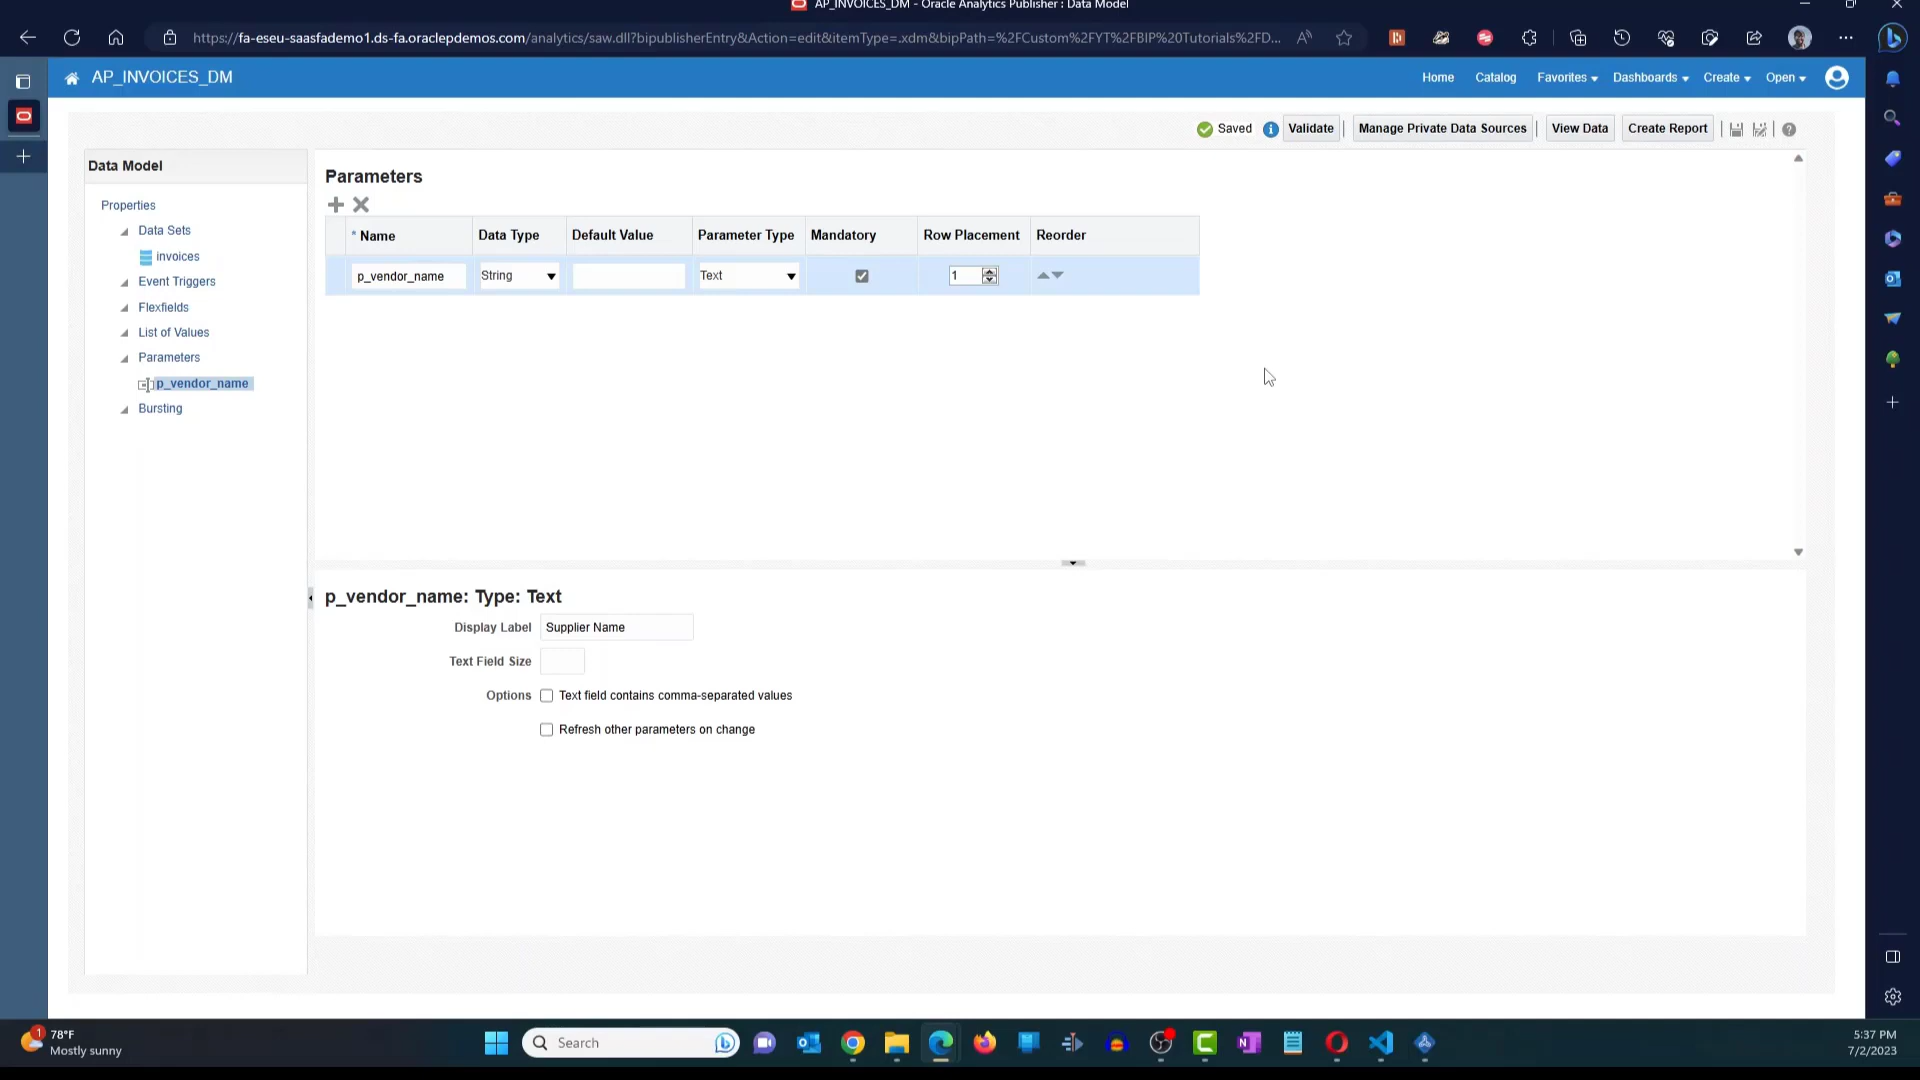 AP_INVOICES_DM - Oracle Analytics Publisher : Data Model
https://fa-eseu-saasfademo1.ds-fa.oraclepdemos.com/analytics/saw.dll?bipublisherEntry&Action=edit&itemType=.xdm&bipPath=%2FCustom%2FYT%2FBIP%20Tutorials%2FD...
AP_INVOICES_DM
Home Catalog Favorites Dashboards Create Open
Saved Validate Manage Private Data Sources View Data Create Report
Data Model
Properties
Data Sets
invoices
Event Triggers
Flexfields
List of Values
Parameters
p_vendor_name
Bursting
Parameters
* Name Data Type Default Value Parameter Type Mandatory Row Placement Reorder
p_vendor_name String Text 1
p_vendor_name: Type: Text
Display Label Supplier Name
Text Field Size
Options Text field contains comma-separated values
Refresh other parameters on change
1
78°F
Mostly sunny
Search
5:37 PM
7/2/2023